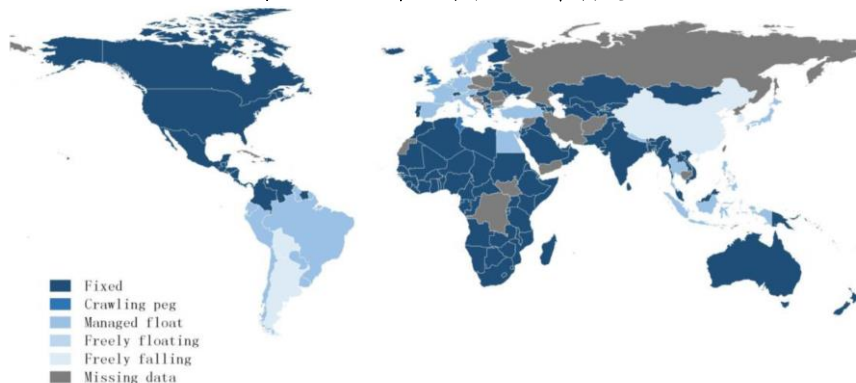 Fixed
Crawling peg
Managed float
Freely floating
Freely falling
Missing data